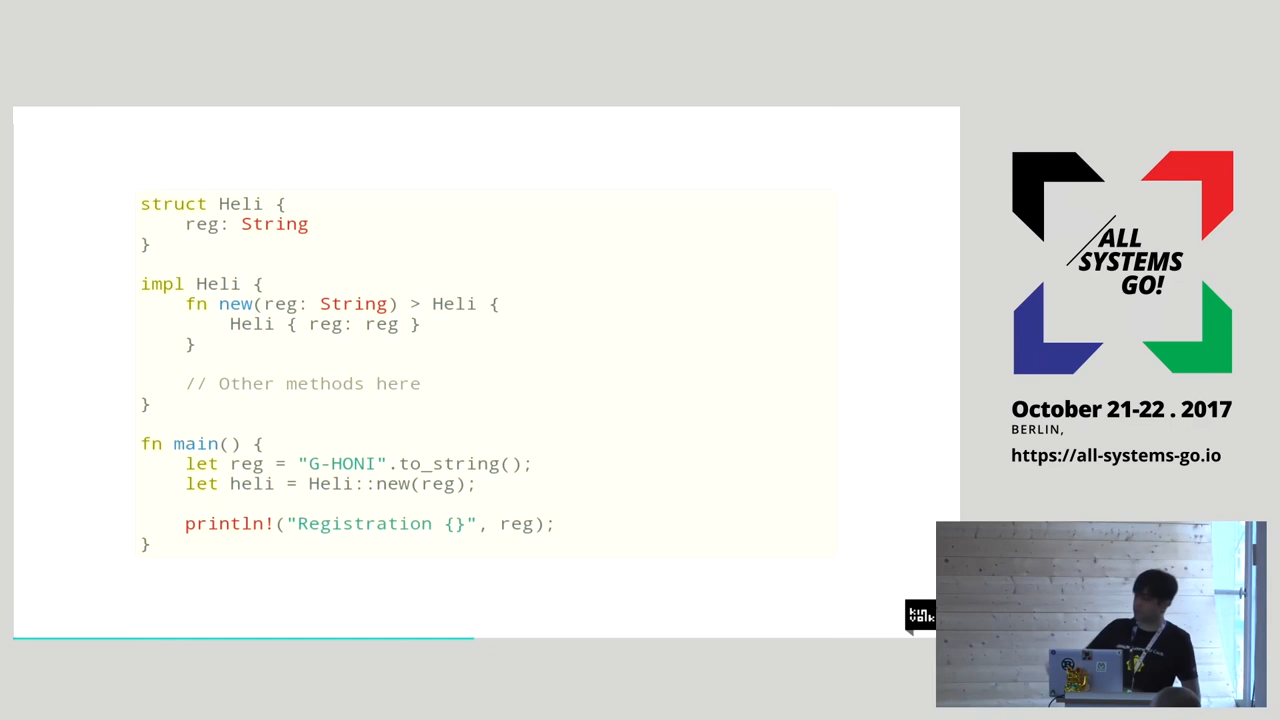 struct Heli {
    reg: String
}
impl Heli {
    fn new(reg: String) > Heli {
        Heli { reg: reg }
    }
    // Other methods here
}
fn main() {
    let reg = "G-HONI".to_string();
    let heli = Heli::new(reg);
    println!("Registration {}", reg);
}
kin
volk
ALL
SYSTEMS
GO!
October 21-22 . 2017
BERLIN,
https://all-systems-go.io